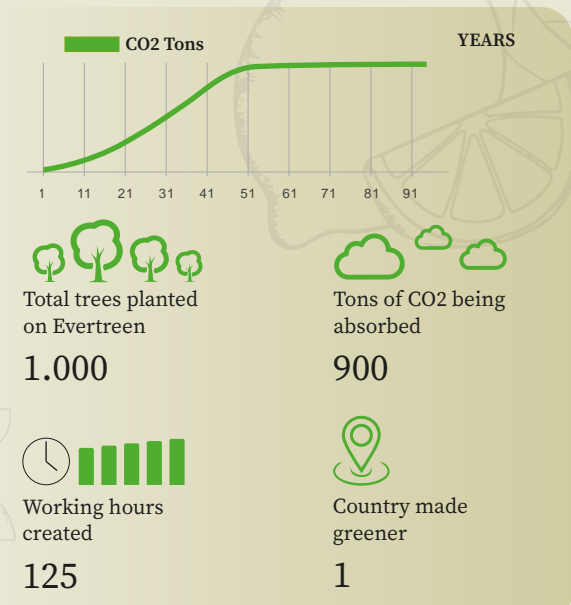 CO2 Tons
YEARS
1 11 21 31 41 51 61 71 81 91
Total trees planted
on Evertreen
1.000
Tons of CO2 being
absorbed
900
Working hours
created
125
Country made
greener
1